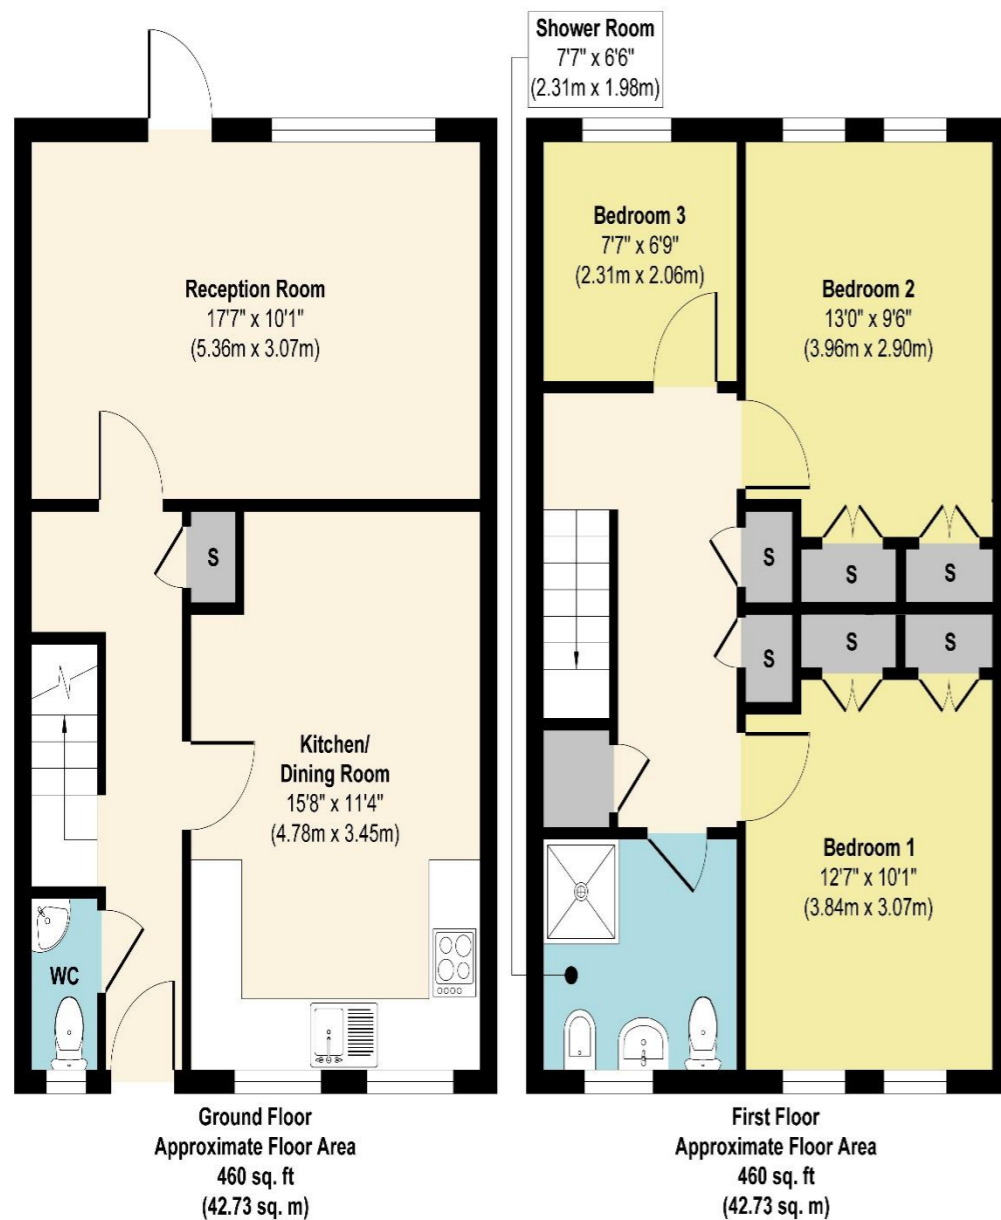 Shower Room
7'7" x 6'6"
(2.31m x 1.98m)
Reception Room
17'7" x 10'1"
(5.36m x 3.07m)
S
Kitchen/
Dining Room
15'8" x 11'4"
(4.78m x 3.45m)
WC
Ground Floor
Approximate Floor Area
460 sq. ft
(42.73 sq. m)
Bedroom 3
7'7" x 6'9"
(2.31m x 2.06m)
Bedroom 2
13'0" x 9'6"
(3.96m x 2.90m)
S
S
S
S
S
S
Bedroom 1
12'7" x 10'1"
(3.84m x 3.07m)
First Floor
Approximate Floor Area
460 sq. ft
(42.73 sq. m)